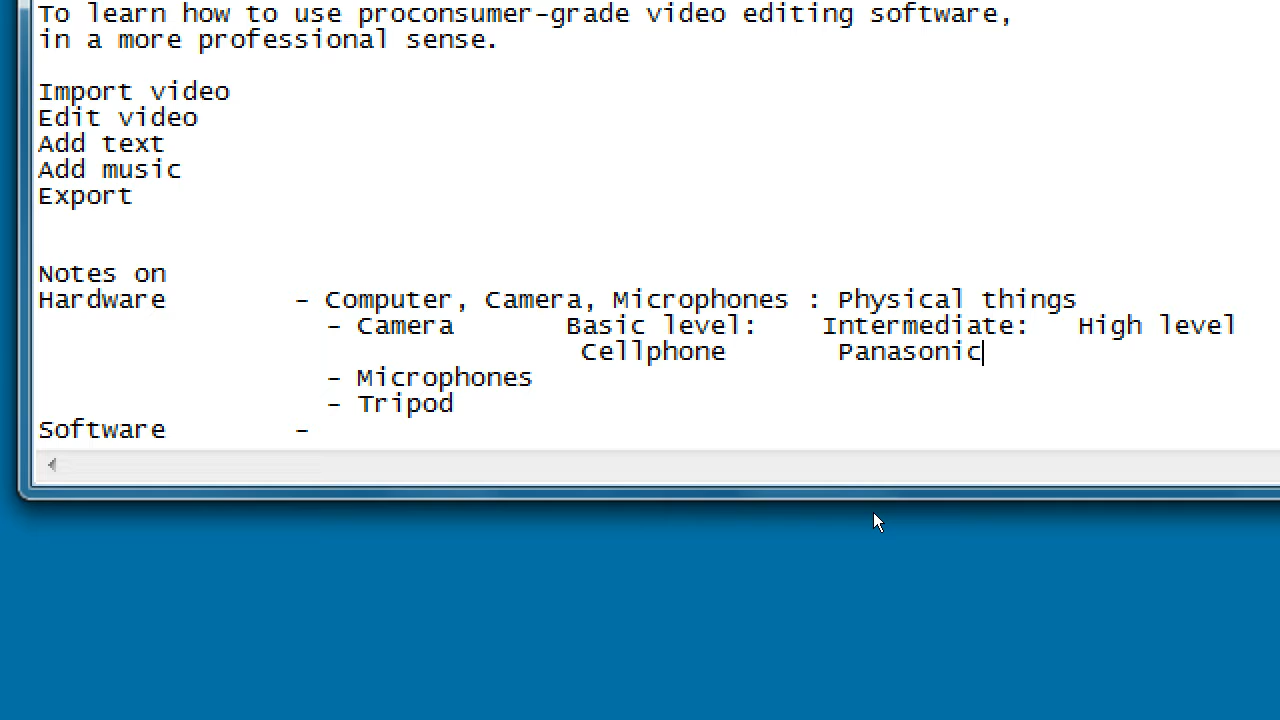 To learn how to use proconsumer-grade video editing software,
in a more professional sense.
Import video
Edit video
Add text
Add music
Export
Notes on
Hardware - Computer, Camera, Microphones : Physical things
- Camera Basic level: Intermediate: High level
Cellphone Panasonic
- Microphones
- Tripod
Software -